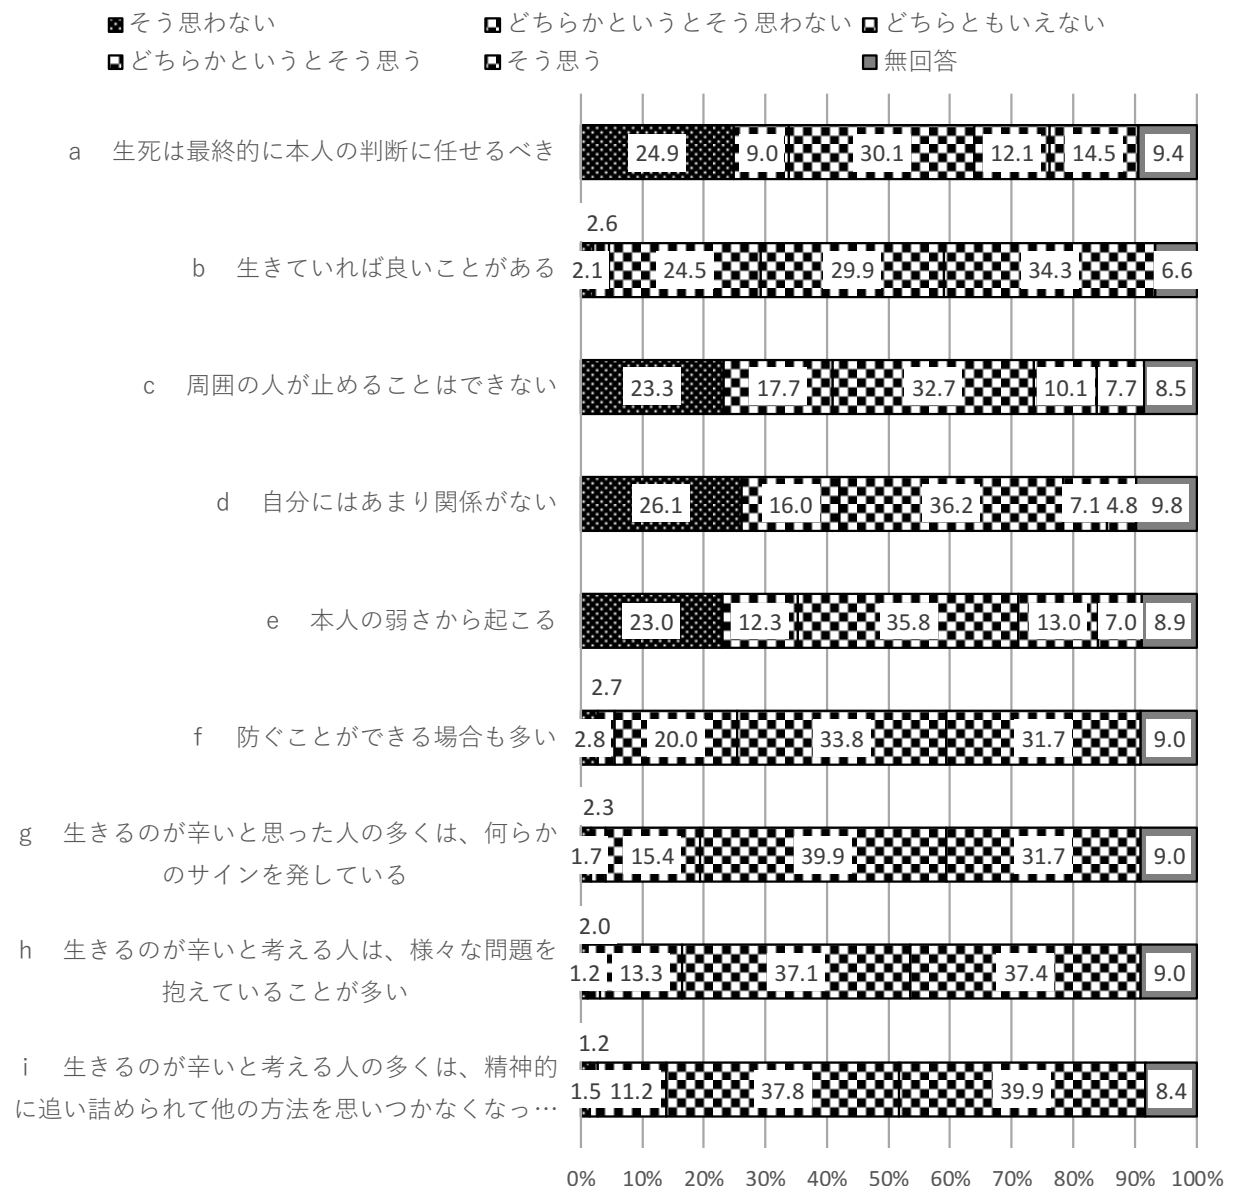 そう思わない どちらかというとそう思わない どちらともいえない
どちらかというとそう思う そう思う 無回答
a 生死は最終的に本人の判断に任せるべき 24.9 9.0 30.1 12.1 14.5 9.4
2.6
b 生きていれば良いことがある 2.1 24.5 29.9 34.3 6.6
c 周囲の人が止めることはできない 23.3 17.7 32.7 10.1 7.7 8.5
d 自分にはあまり関係がない 26.1 16.0 36.2 7.1 4.8 9.8
e 本人の弱さから起こる 23.0 12.3 35.8 13.0 7.0 8.9
2.7
f 防ぐことができる場合も多い 2.8 20.0 33.8 31.7 9.0
2.3
g 生きるのが辛いと思った人の多くは、何らか
のサインを発している 1.7 15.4 39.9 31.7 9.0
2.0
h 生きるのが辛いと考える人は、様々な問題を
抱えていることが多い 1.2 13.3 37.1 37.4 9.0
1.2
i 生きるのが辛いと考える人の多くは、精神的
に追い詰められて他の方法を思いつかなくなっ… 1.5 11.2 37.8 39.9 8.4
0% 10% 20% 30% 40% 50% 60% 70% 80% 90% 100%